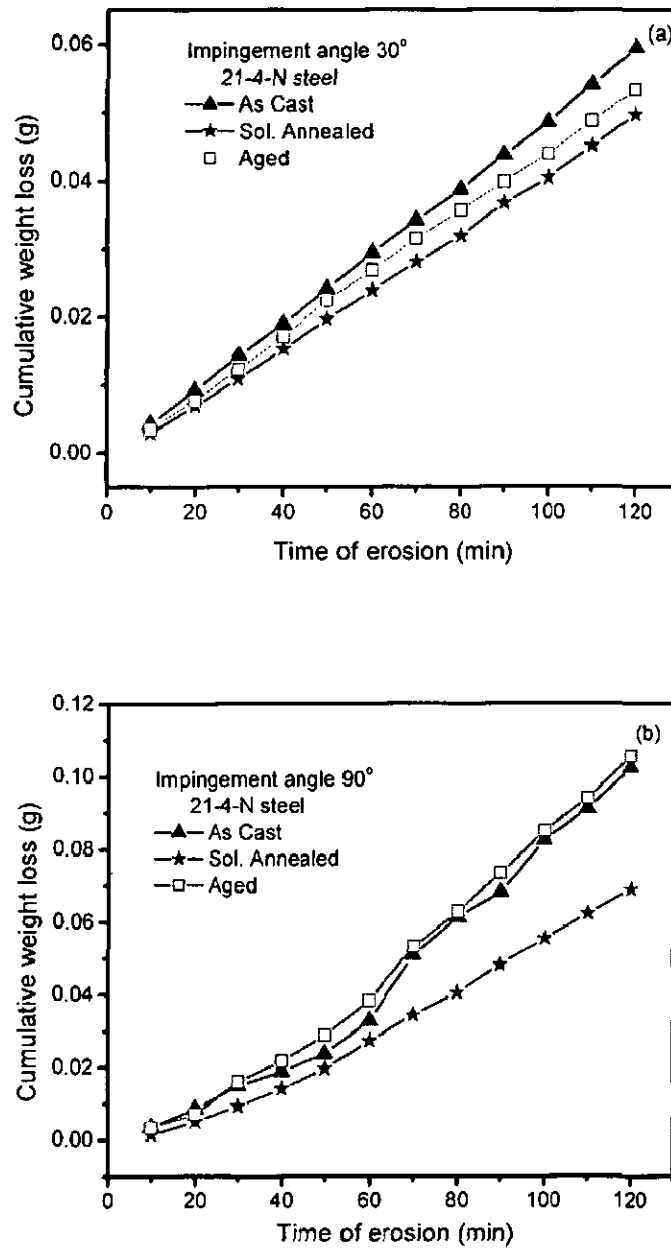 (a)
Impingement angle 30°
21-4-N steel
As Cast
Sol. Annealed
Aged
Cumulative weight loss (g)
0.06
0.04
0.02
0.00
0 20 40 60 80 100 120
Time of erosion (min)
(b)
Impingement angle 90°
21-4-N steel
As Cast
Sol. Annealed
Aged
Cumulative weight loss (g)
0.12
0.10
0.08
0.06
0.04
0.02
0.00
0 20 40 60 80 100 120
Time of erosion (min)